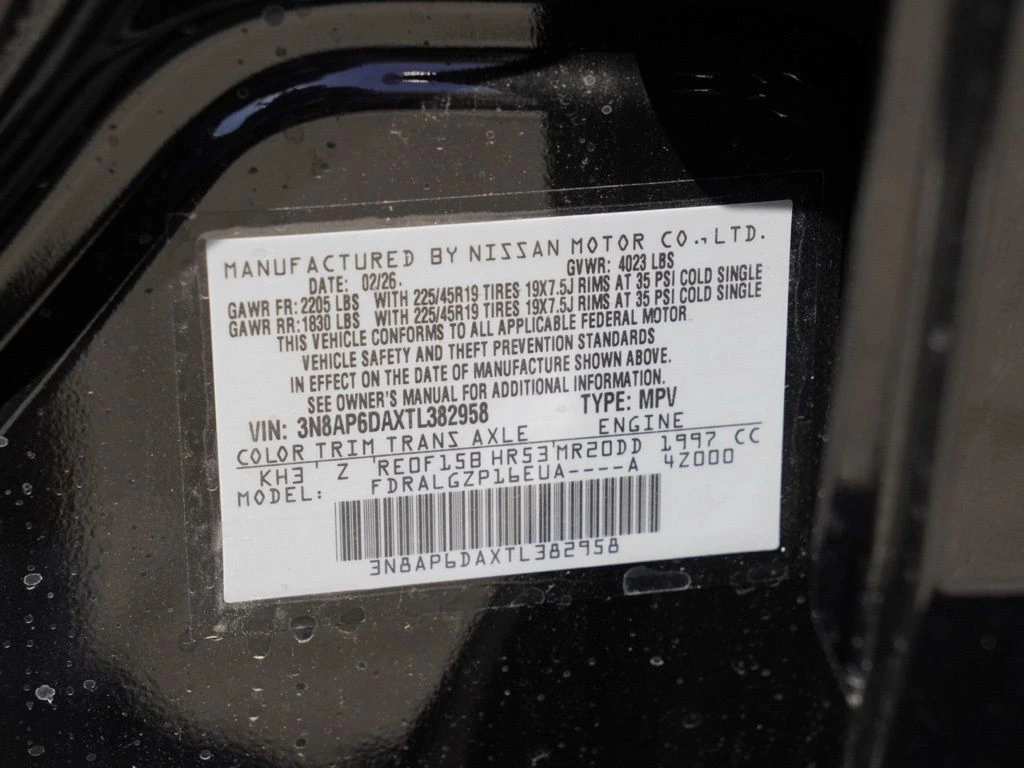 MANUFACTURED BY NISSAN MOTOR CO.,LTD.
DATE: 02/26. GVWR: 4023 LBS
GAWR FR: 2205 LBS WITH 225/45R19 TIRES 19X7.5J RIMS AT 35 PSI COLD SINGLE
GAWR RR: 1830 LBS WITH 225/45R19 TIRES 19X7.5J RIMS AT 35 PSI COLD SINGLE
THIS VEHICLE CONFORMS TO ALL APPLICABLE FEDERAL MOTOR
VEHICLE SAFETY AND THEFT PREVENTION STANDARDS
IN EFFECT ON THE DATE OF MANUFACTURE SHOWN ABOVE.
SEE OWNER'S MANUAL FOR ADDITIONAL INFORMATION.
VIN: 3N8AP6DAXTL382958 TYPE: MPV
COLOR TRIM TRANS AXLE ENGINE
KH3 ' Z 'RE0F15B HR53'MR20DD 1997 CC
MODEL: FDRALGZP16EUA----A 4Z000
3N8AP6DAXTL382958